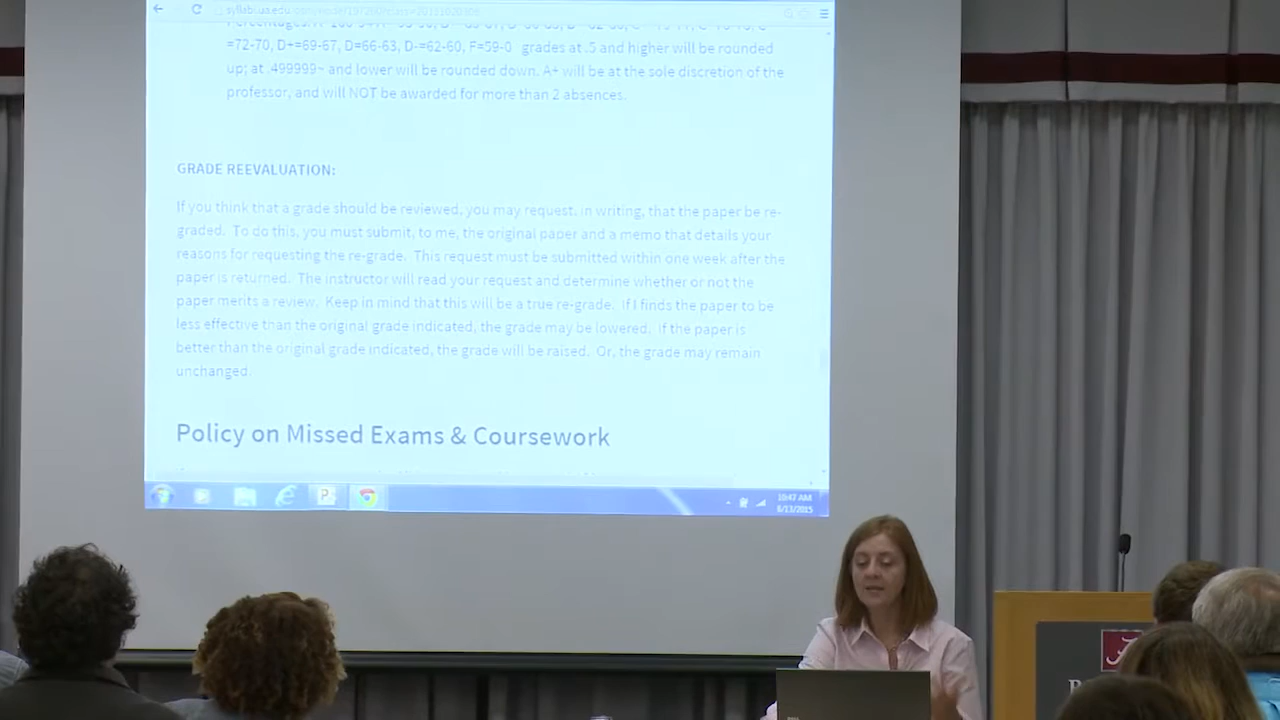 syllabi.ua.edu
=72-70, D+=69-67, D=66-63, D-=62-60, F=59-0 grades at .5 and higher will be rounded
up; at .499999~ and lower will be rounded down. A+ will be at the sole discretion of the
professor, and will NOT be awarded for more than 2 absences.
GRADE REEVALUATION:
If you think that a grade should be reviewed, you may request, in writing, that the paper be re-
graded. To do this, you must submit, to me, the original paper and a memo that details your
reasons for requesting the re-grade. This request must be submitted within one week after the
paper is returned. The instructor will read your request and determine whether or not the
paper merits a review. Keep in mind that this will be a true re-grade. If I finds the paper to be
less effective than the original grade indicated, the grade may be lowered. If the paper is
better than the original grade indicated, the grade will be raised. Or, the grade may remain
unchanged.
Policy on Missed Exams & Coursework
10:47 AM
6/13/2015